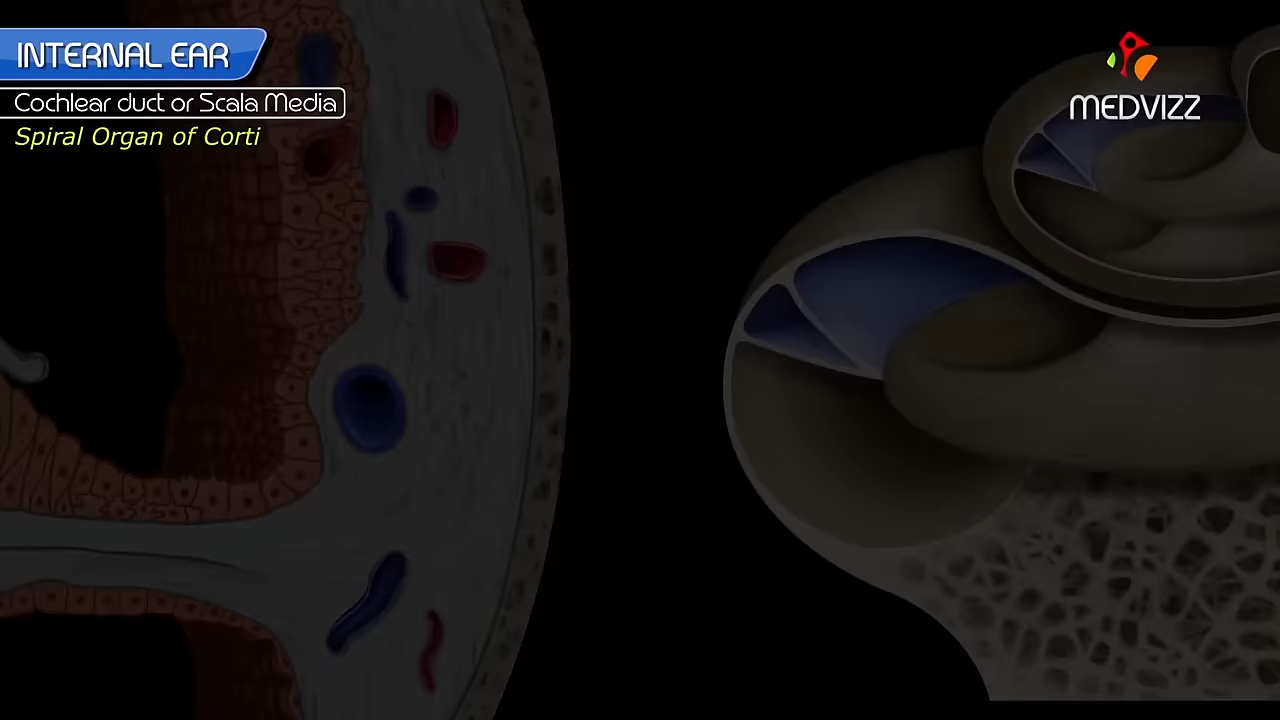 INTERNAL EAR
Cochlear duct or Scala Media
Spiral Organ of Corti
MEDVIZZ